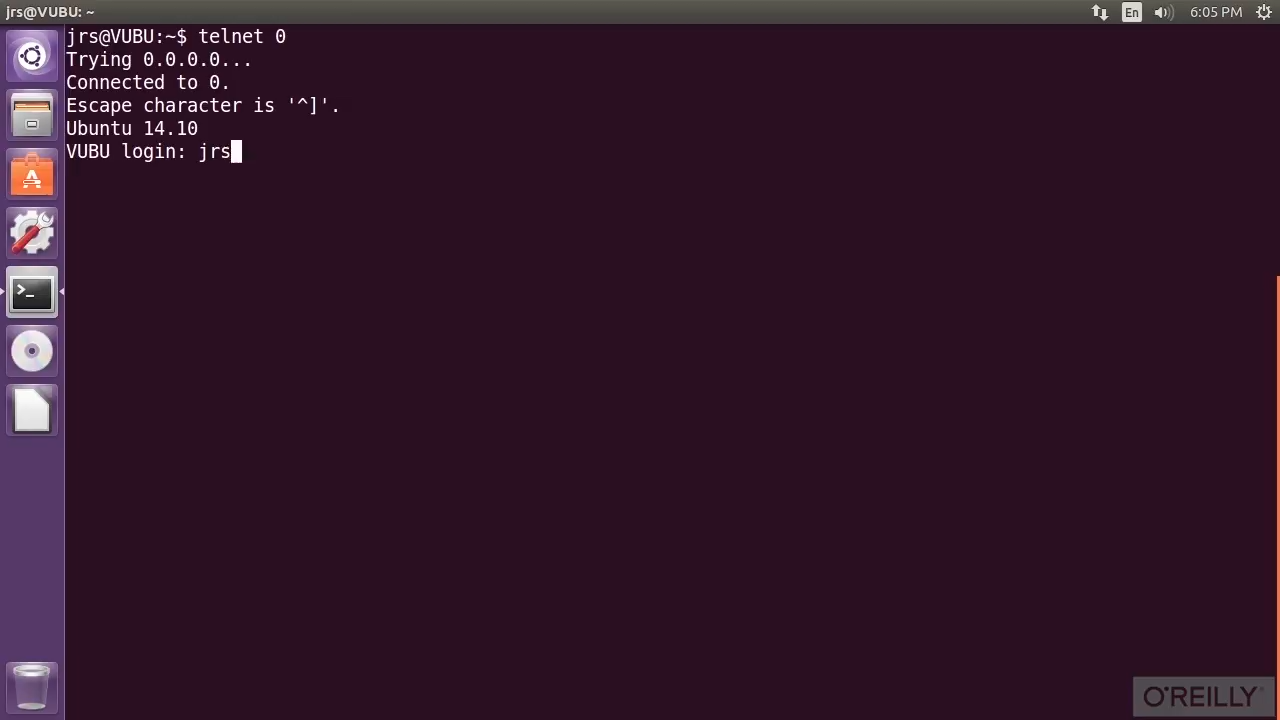 jrs@VUBU: ~
En
6:05 PM
jrs@VUBU:~$ telnet 0
Trying 0.0.0.0...
Connected to 0.
Escape character is '^]'.
Ubuntu 14.10
VUBU login: jrs
O'REILLY